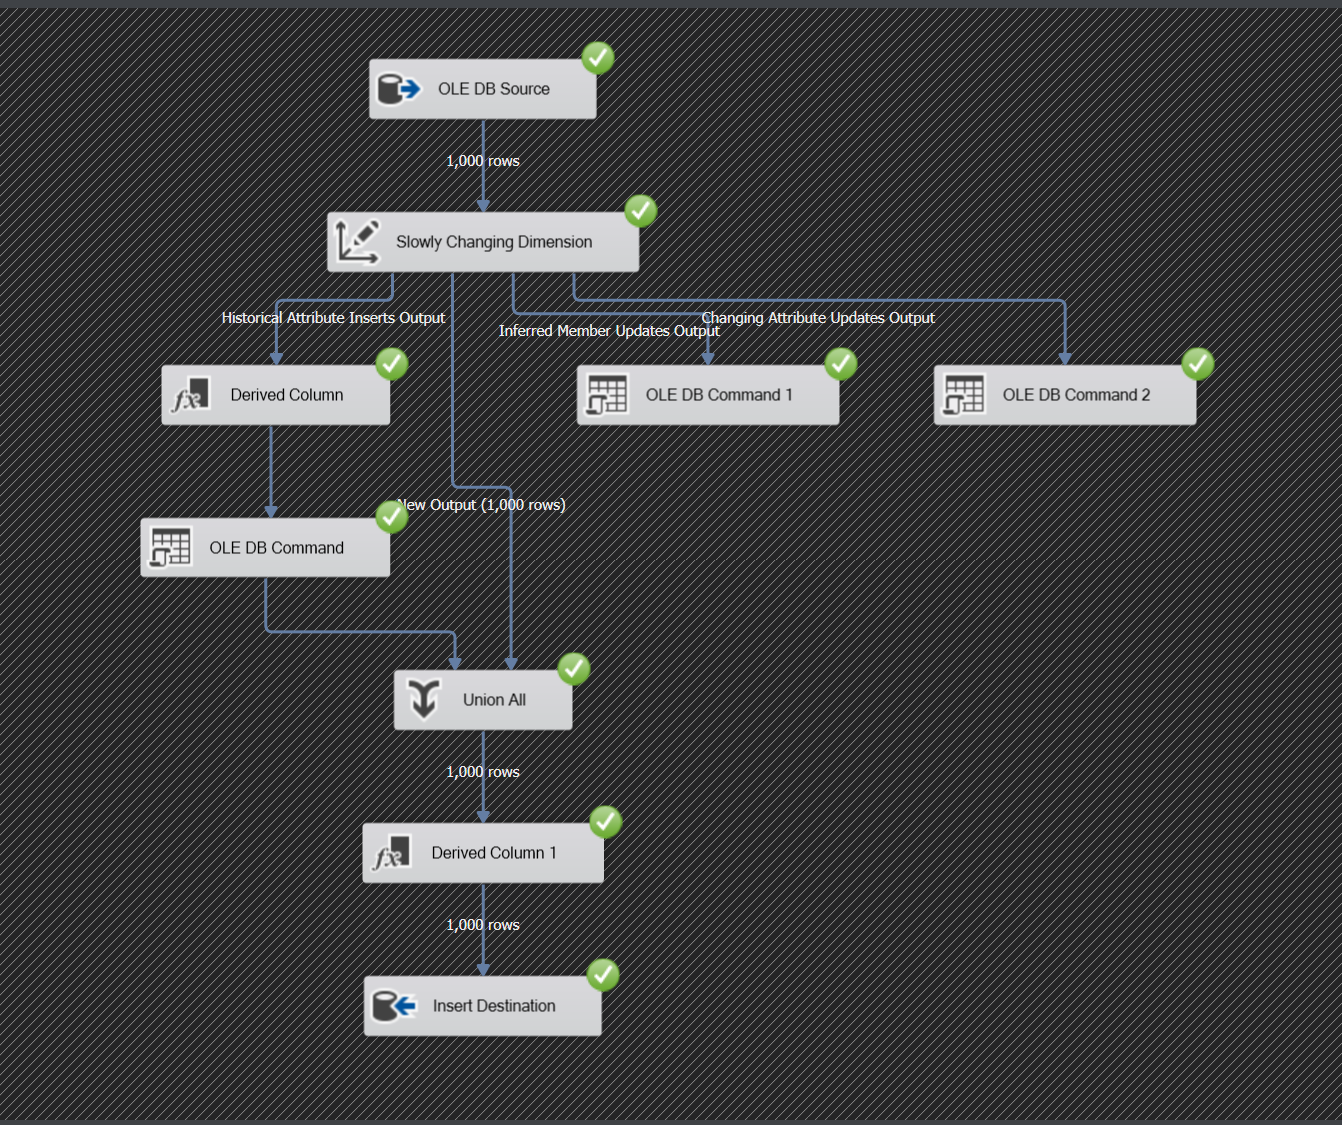 OLE DB Source
1,000 rows
Slowly Changing Dimension
Historical Attribute Inserts Output
Changing Attribute Updates Output
Inferred Member Updates Output
Derived Column
OLE DB Command 1
OLE DB Command 2
New Output (1,000 rows)
OLE DB Command
Union All
1,000 rows
Derived Column 1
1,000 rows
Insert Destination